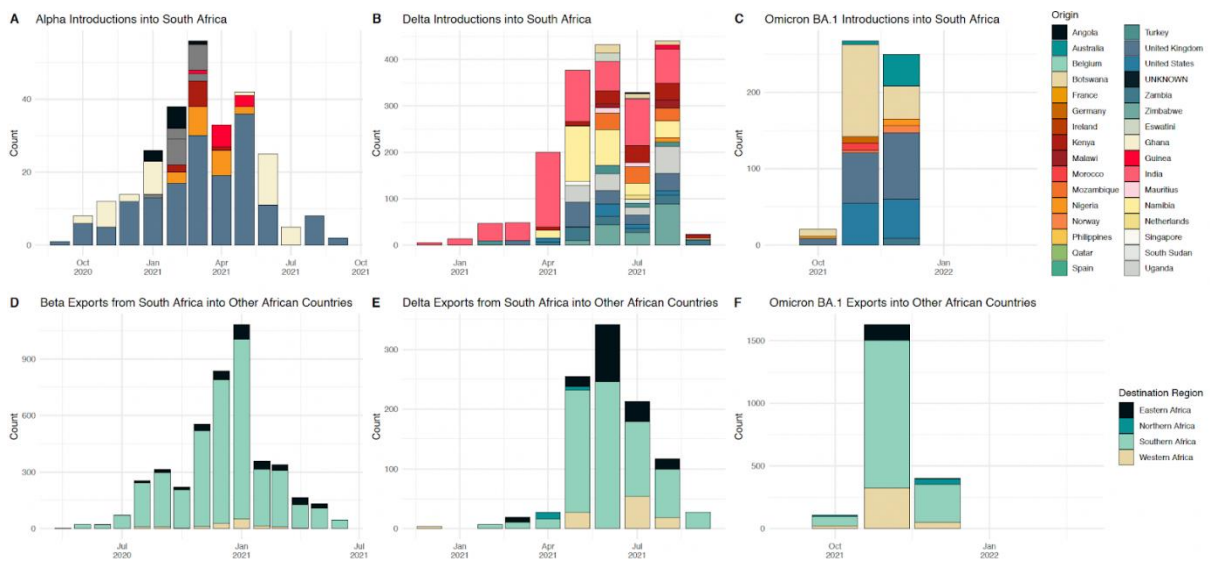 A Alpha Introductions into South Africa
Count
40
20
0
Oct
2020
Jan
2021
Apr
2021
Jul
2021
Oct
2021
B Delta Introductions into South Africa
Count
400
300
200
100
0
Jan
2021
Apr
2021
Jul
2021
C Omicron BA.1 Introductions into South Africa
Count
200
100
0
Oct
2021
Jan
2022
Origin
Angola
Australia
Belgium
Botswana
France
Germany
Ireland
Kenya
Malawi
Morocco
Mozambique
Nigeria
Norway
Philippines
Qatar
Spain
Turkey
United Kingdom
United States
UNKNOWN
Zambia
Zimbabwe
Eswatini
Ghana
Guinea
India
Mauritius
Namibia
Netherlands
Singapore
South Sudan
Uganda
D Beta Exports from South Africa into Other African Countries
Count
900
600
300
0
Jul
2020
Jan
2021
Jul
2021
E Delta Exports from South Africa into Other African Countries
Count
300
200
100
0
Jan
2021
Apr
2021
Jul
2021
F Omicron BA.1 Exports into Other African Countries
Count
1500
1000
500
0
Oct
2021
Jan
2022
Destination Region
Eastern Africa
Northern Africa
Southern Africa
Western Africa